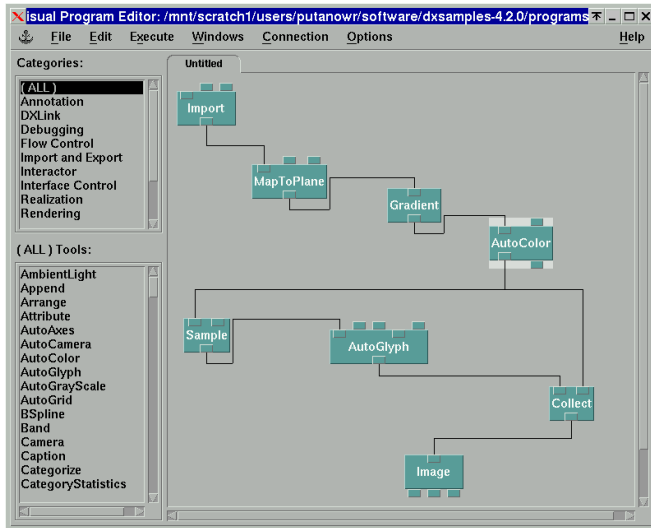 isual Program Editor: /mnt/scratch1/users/putanowr/software/dxsamples-4.2.0/programs
File Edit Execute Windows Connection Options Help
Categories:
(ALL)
Annotation
DXLink
Debugging
Flow Control
Import and Export
Interactor
Interface Control
Realization
Rendering
(ALL) Tools:
AmbientLight
Append
Arrange
Attribute
AutoAxes
AutoCamera
AutoColor
AutoGlyph
AutoGrayScale
AutoGrid
BSpline
Band
Camera
Caption
Categorize
CategoryStatistics
Untitled
Import
MapToPlane
Gradient
AutoColor
Sample
AutoGlyph
Collect
Image